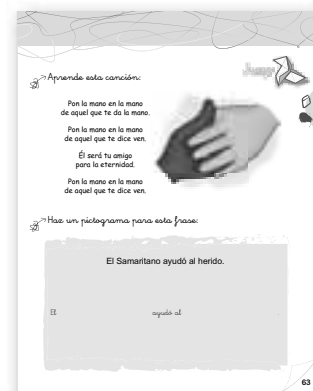 Juego
Aprende esta canción:
Pon la mano en la mano
de aquel que te da la mano.
Pon la mano en la mano
de aquel que te dice ven.
Él será tu amigo
para la eternidad.
Pon la mano en la mano
de aquel que te dice ven.
Haz un pictograma para esta frase:
El Samaritano ayudó al herido.
El ayudó al .
63